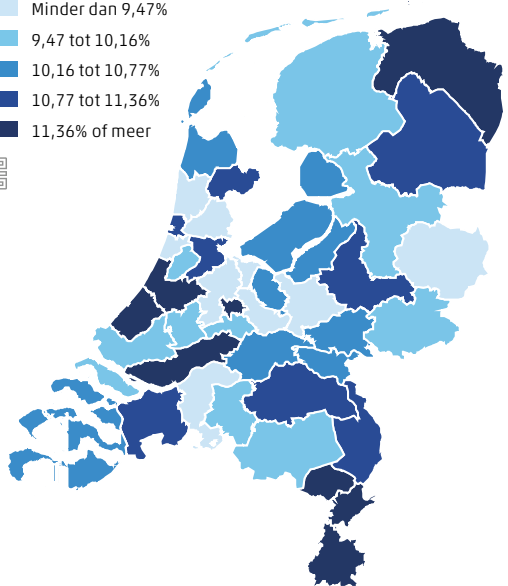 Minder dan 9,47%
9,47 tot 10,16%
10,16 tot 10,77%
10,77 tot 11,36%
11,36% of meer